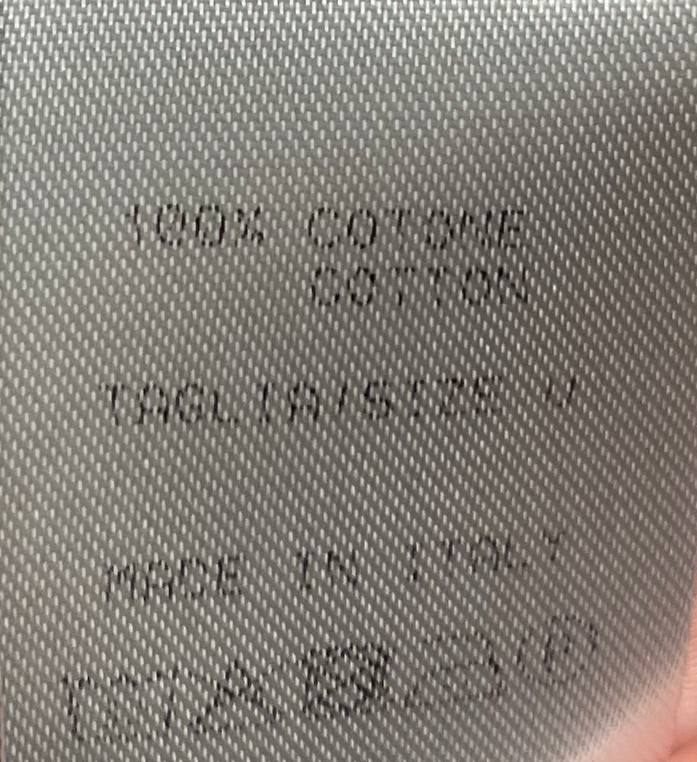 100% COTONE
COTTON
TAGLIA/SIZE U
MADE IN ITALY
P